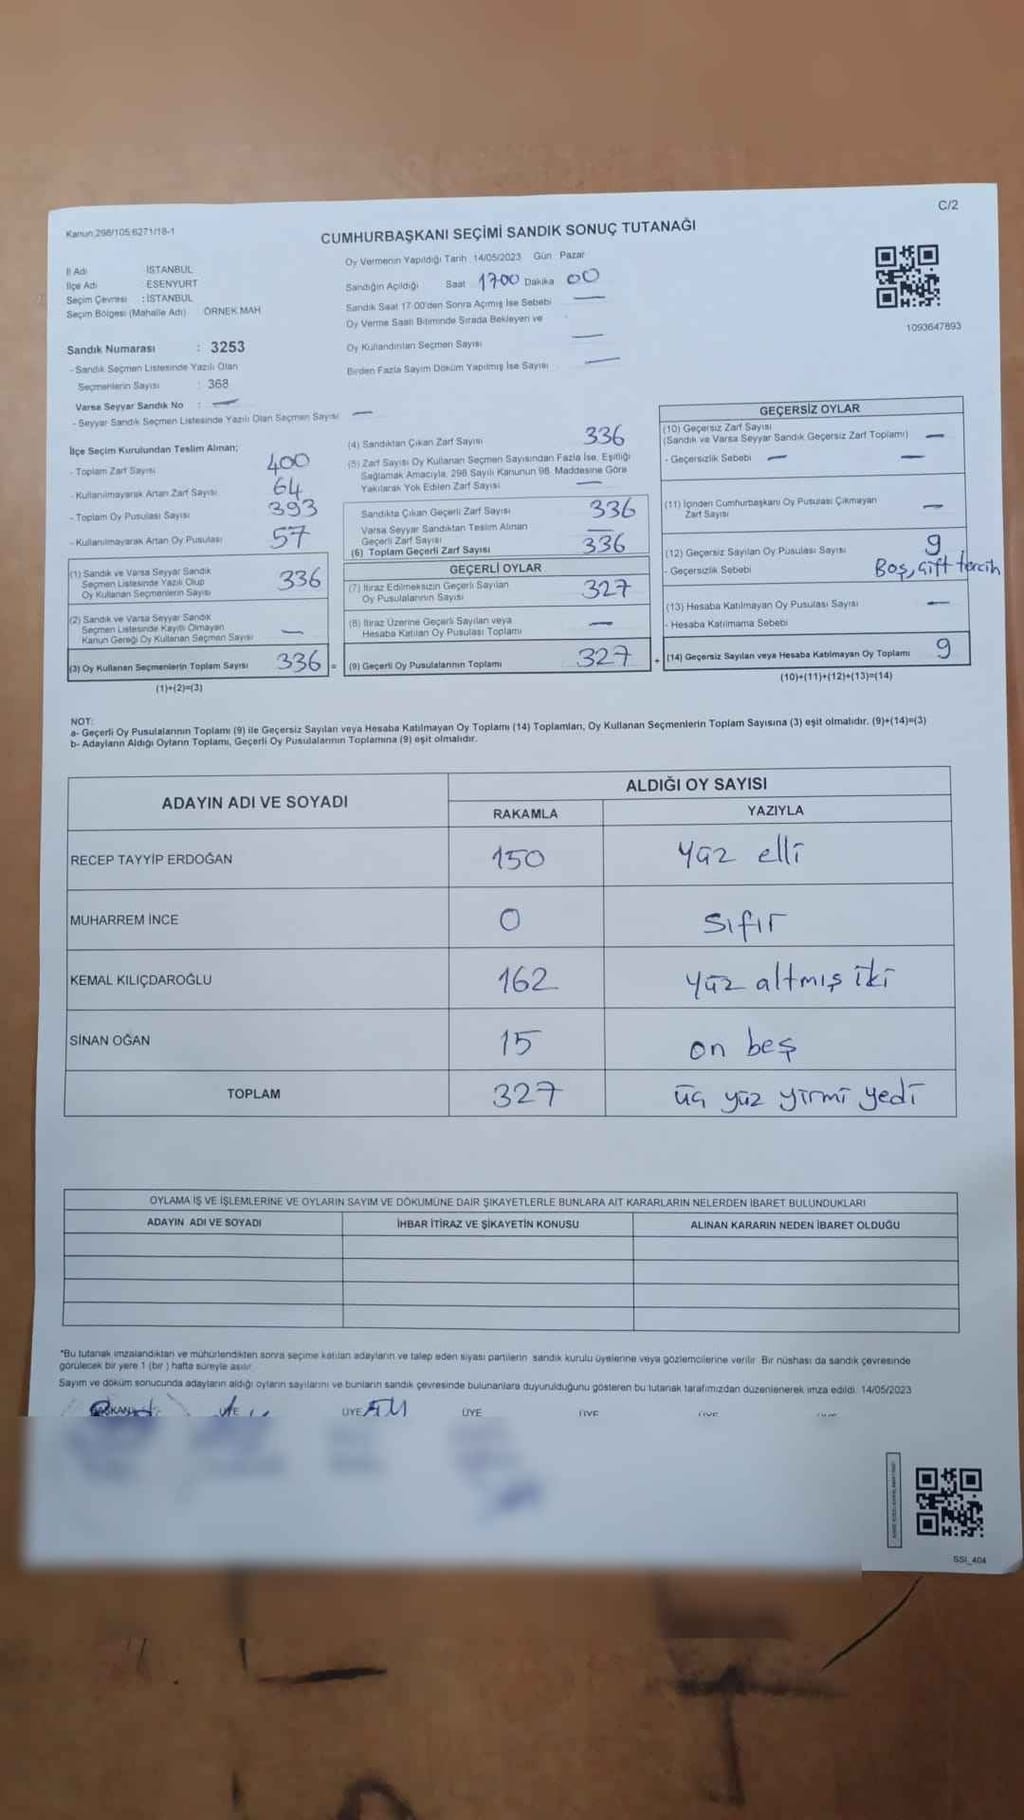 C/2
Kanun:298/105;6271/18-1
CUMHURBAŞKANI SEÇİMİ SANDIK SONUÇ TUTANAĞI
İl Adı : İSTANBUL
İlçe Adı : ESENYURT
Seçim Çevresi : İSTANBUL
Seçim Bölgesi (Mahalle Adı) ÖRNEK MAH
Sandık Numarası : 3253
- Sandık Seçmen Listesinde Yazılı Olan
Seçmenlerin Sayısı : 368
Varsa Seyyar Sandık No : —
- Seyyar Sandık Seçmen Listesinde Yazılı Olan Seçmen Sayısı —
Oy Vermenin Yapıldığı Tarih : 14/05/2023 Gün : Pazar
Sandığın Açıldığı Saat 1700 Dakika 00
Sandık Saat 17:00'den Sonra Açımış İse Sebebi —
Oy Verme Saati Bitiminde Sırada Bekleyen ve
Oy Kullandırılan Seçmen Sayısı —
Birden Fazla Sayım Döküm Yapılmış İse Sayısı —
1093647893
İlçe Seçim Kurulundan Teslim Alınan;
- Toplam Zarf Sayısı 400
- Kullanılmayarak Artan Zarf Sayısı 64
- Toplam Oy Pusulası Sayısı 393
- Kullanılmayarak Artan Oy Pusulası 57
(1) Sandık ve Varsa Seyyar Sandık
Seçmen Listesinde Yazılı Olup
Oy Kullanan Seçmenlerin Sayısı 336
(2) Sandık ve Varsa Seyyar Sandık
Seçmen Listesinde Kayıtlı Olmayan
Kanun Gereği Oy Kullanan Seçmen Sayısı —
(3) Oy Kullanan Seçmenlerin Toplam Sayısı 336 =
(1)+(2)=(3)
(4) Sandıktan Çıkan Zarf Sayısı 336
(5) Zarf Sayısı Oy Kullanan Seçmen Sayısından Fazla İse, Eşitliği
Sağlamak Amacıyla, 298 Sayılı Kanunun 98. Maddesine Göre
Yakılarak Yok Edilen Zarf Sayısı —
Sandıkta Çıkan Geçerli Zarf Sayısı 336
Varsa Seyyar Sandıktan Teslim Alınan
Geçerli Zarf Sayısı —
(6) Toplam Geçerli Zarf Sayısı 336
GEÇERLİ OYLAR
(7) İtiraz Edilmeksizin Geçerli Sayılan
Oy Pusulalarının Sayısı 327
(8) İtiraz Üzerine Geçerli Sayılan veya
Hesaba Katılan Oy Pusulası Toplamı —
(9) Geçerli Oy Pusulalarının Toplamı 327 +
GEÇERSİZ OYLAR
(10) Geçersiz Zarf Sayısı
(Sandık ve Varsa Seyyar Sandık Geçersiz Zarf Toplamı) —
- Geçersizlik Sebebi — —
(11) İçinden Cumhurbaşkanı Oy Pusulası Çıkmayan
Zarf Sayısı —
(12) Geçersiz Sayılan Oy Pusulası Sayısı 9
- Geçersizlik Sebebi Boş, Çift tercih
(13) Hesaba Katılmayan Oy Pusulası Sayısı —
- Hesaba Katılmama Sebebi
(14) Geçersiz Sayılan veya Hesaba Katılmayan Oy Toplamı 9
(10)+(11)+(12)+(13)=(14)
NOT:
a- Geçerli Oy Pusulalarının Toplamı (9) ile Geçersiz Sayılan veya Hesaba Katılmayan Oy Toplamı (14) Toplamları, Oy Kullanan Seçmenlerin Toplam Sayısına (3) eşit olmalıdır. (9)+(14)=(3)
b- Adayların Aldığı Oyların Toplamı, Geçerli Oy Pusulalarının Toplamına (9) eşit olmalıdır.
ADAYIN ADI VE SOYADI ALDIĞI OY SAYISI
RAKAMLA YAZIYLA
RECEP TAYYİP ERDOĞAN 150 yüz elli
MUHARREM İNCE 0 sıfır
KEMAL KILIÇDAROĞLU 162 yüz altmış iki
SİNAN OĞAN 15 on beş
TOPLAM 327 üç yüz yirmi yedi
OYLAMA İŞ VE İŞLEMLERİNE VE OYLARIN SAYIM VE DÖKÜMÜNE DAİR ŞİKAYETLERLE BUNLARA AİT KARARLARIN NELERDEN İBARET BULUNDUKLARI
ADAYIN ADI VE SOYADI İHBAR İTİRAZ VE ŞİKAYETİN KONUSU ALINAN KARARIN NEDEN İBARET OLDUĞU
*Bu tutanak imzalandıktan ve mühürlendikten sonra seçime katılan adayların ve talep eden siyasi partilerin sandık kurulu üyelerine veya gözlemcilerine verilir. Bir nüshası da sandık çevresinde
görülecek bir yere 1 (bir ) hafta süreyle asılır.
Sayım ve döküm sonucunda adayların aldığı oyların sayılarını ve bunların sandık çevresinde bulunanlara duyurulduğunu gösteren bu tutanak tarafımızdan düzenlenerek imza edildi. 14/05/2023
BAŞKAN ÜYE ÜYE ÜYE ÜYE ÜYE
SSI_404